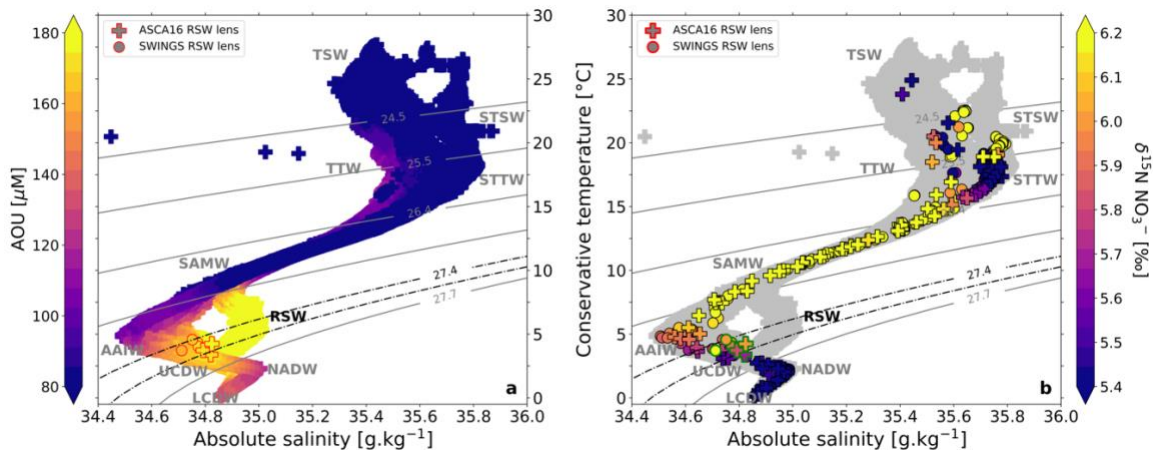 ASCA16 RSW lens
SWINGS RSW lens
TSW
24.5
STSW
25.5
TTW
STTW
26.4
SAMW
27.4
27.7
RSW
AAIW
UCDW
NADW
LCDW
a
180
160
140
120
100
80
AOU [μM]
30
25
20
15
10
5
0
34.4 34.6 34.8 35.0 35.2 35.4 35.6 35.8 36.0
Absolute salinity [g.kg⁻¹]
ASCA16 RSW lens
SWINGS RSW lens
TSW
24.5
STSW
TTW
STTW
26.4
SAMW
27.4
27.7
RSW
AAIW
UCDW
NADW
LCDW
b
Conservative temperature [°C]
30
25
20
15
10
5
0
34.4 34.6 34.8 35.0 35.2 35.4 35.6 35.8 36.0
Absolute salinity [g.kg⁻¹]
6.2
6.1
6.0
5.9
5.8
5.7
5.6
5.5
5.4
δ¹⁵N NO₃⁻ [‰]